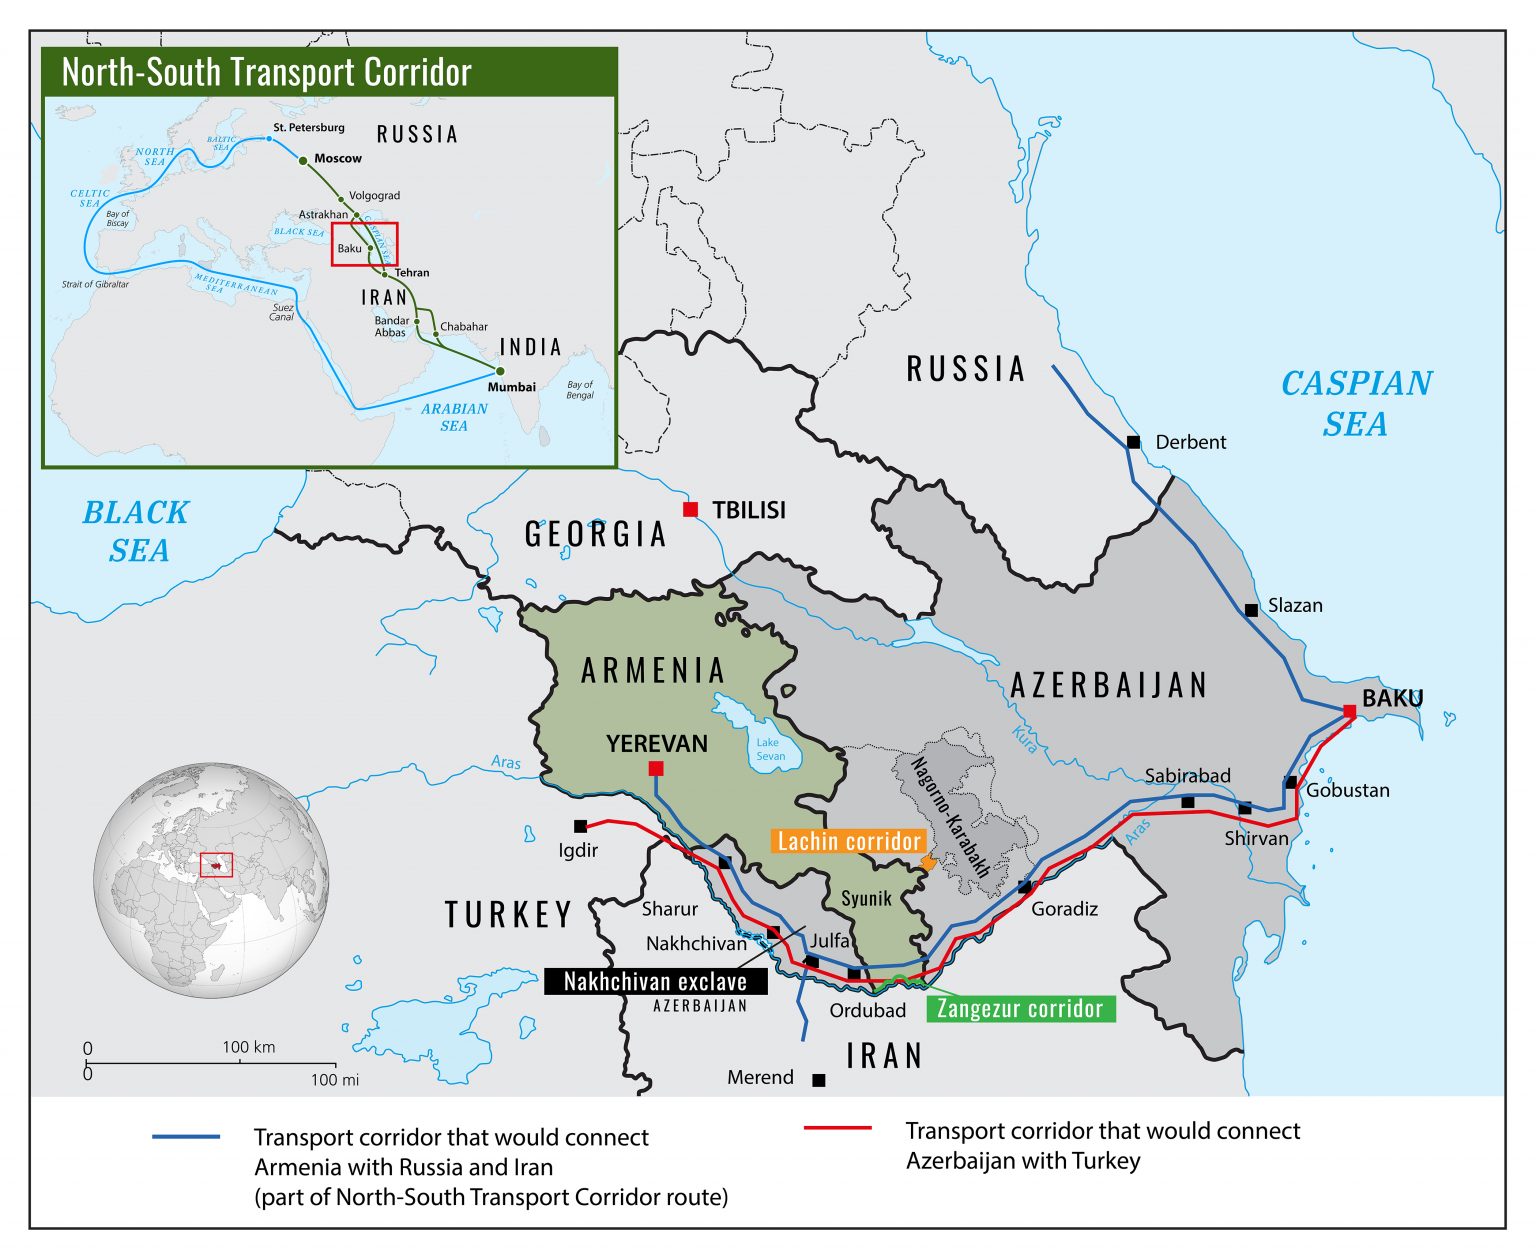 North-South Transport Corridor
St. Petersburg
RUSSIA
BALTIC
SEA
NORTH
SEA
Moscow
CELTIC
SEA
Volgograd
Bay of
Biscay
Astrakhan
CASPIAN SEA
BLACK SEA
Baku
Tehran
Strait of Gibraltar
MEDITERRANEAN
SEA
IRAN
Suez
Canal
Bandar
Abbas
Chabahar
INDIA
Mumbai
Bay of
Bengal
ARABIAN
SEA
RUSSIA
CASPIAN
SEA
Derbent
BLACK
SEA
TBILISI
GEORGIA
Slazan
ARMENIA
AZERBAIJAN
BAKU
YEREVAN
Lake
Sevan
Kura
Aras
Sabirabad
Gobustan
Nagorno-Karabakh
Aras
Shirvan
Igdir
Lachin corridor
Syunik
Goradiz
TURKEY
Sharur
Nakhchivan
Julfa
Nakhchivan exclave
AZERBAIJAN
Ordubad
Zangezur corridor
IRAN
Merend
0
100 km
0
100 mi
Transport corridor that would connect
Armenia with Russia and Iran
(part of North-South Transport Corridor route)
Transport corridor that would connect
Azerbaijan with Turkey